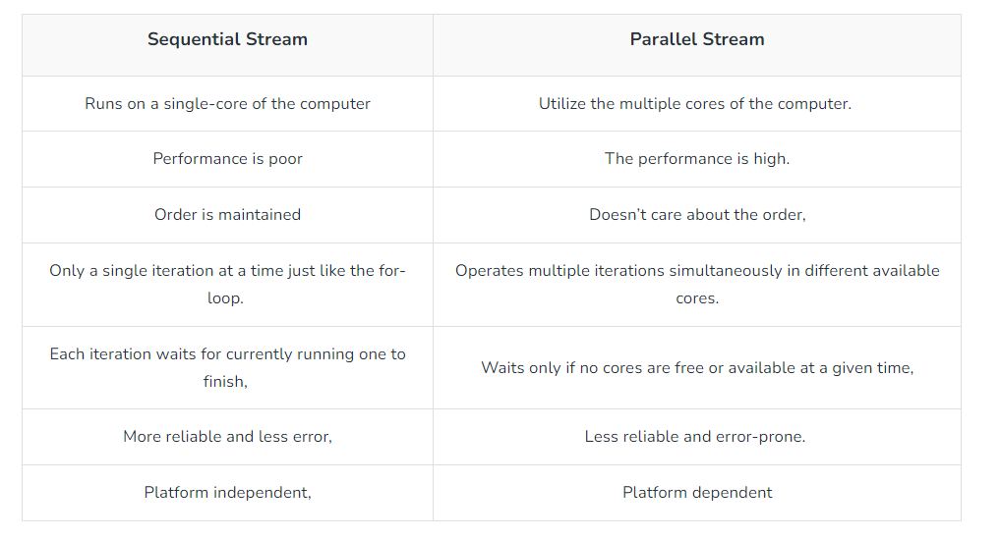 Sequential Stream
Parallel Stream
Runs on a single-core of the computer
Utilize the multiple cores of the computer.
Performance is poor
The performance is high.
Order is maintained
Doesn’t care about the order,
Only a single iteration at a time just like the for-
loop.
Operates multiple iterations simultaneously in different available
cores.
Each iteration waits for currently running one to
finish,
Waits only if no cores are free or available at a given time,
More reliable and less error,
Less reliable and error-prone.
Platform independent,
Platform dependent